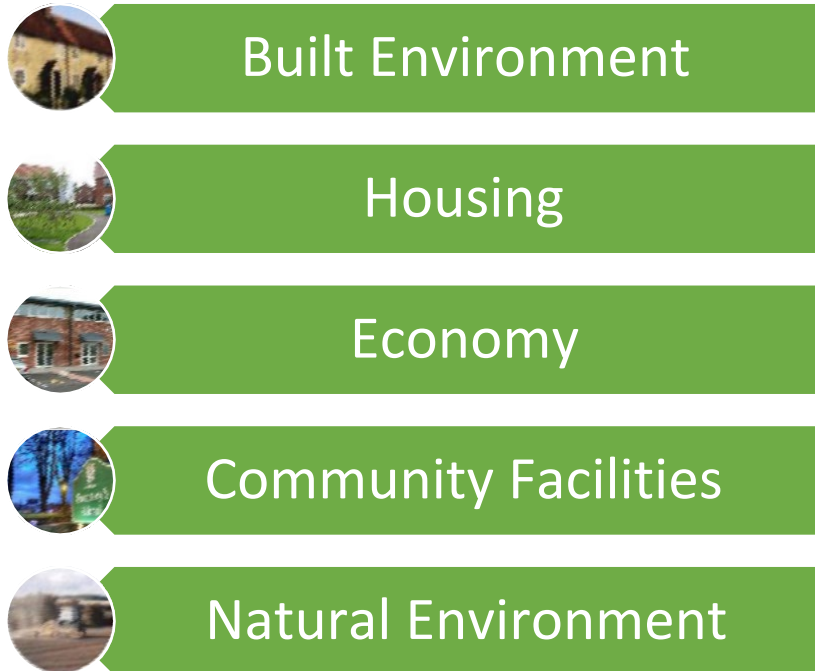 Built Environment
Housing
Economy
Community Facilities
Natural Environment